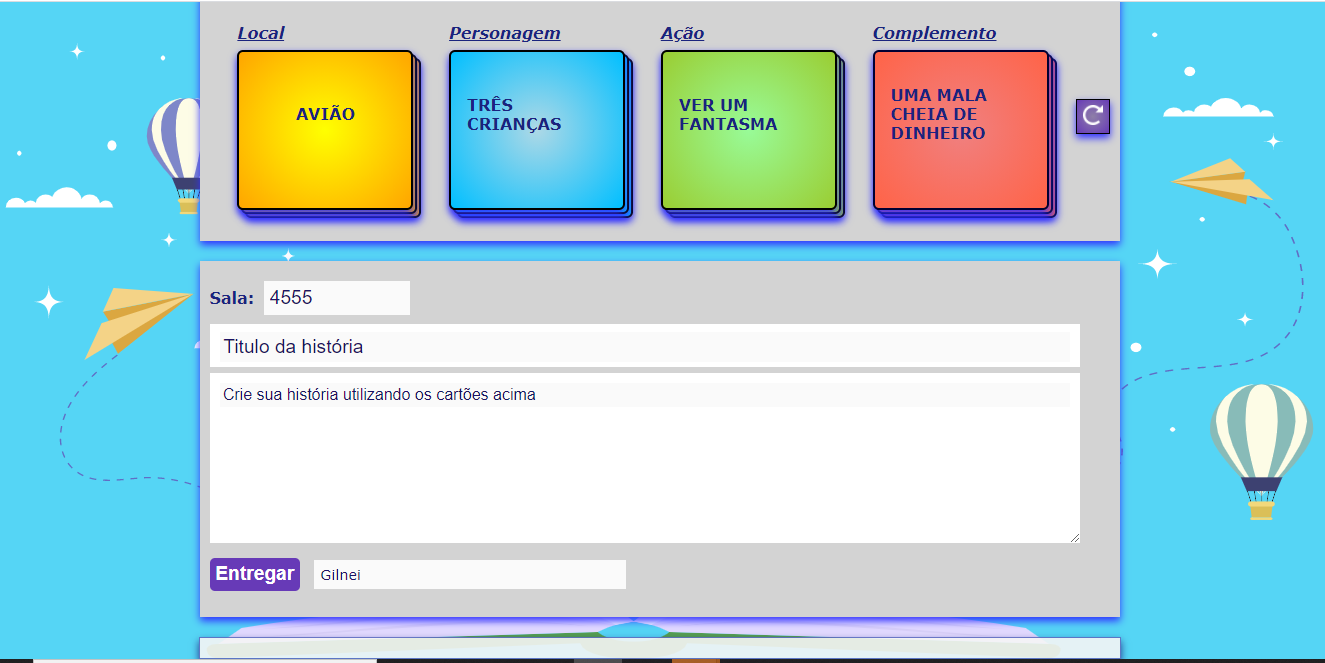 Local
Personagem
Ação
Complemento
AVIÃO
TRÊS
CRIANÇAS
VER UM
FANTASMA
UMA MALA
CHEIA DE
DINHEIRO
Sala: 4555
Titulo da história
Crie sua história utilizando os cartões acima
Entregar Gilnei